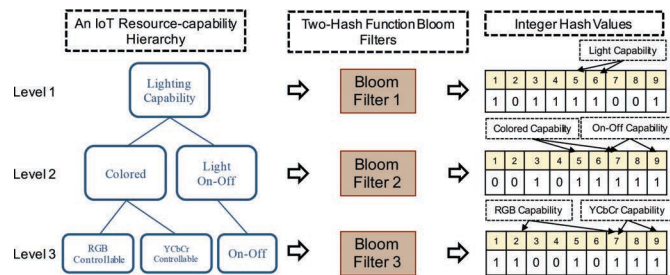 An IoT Resource-capability
Hierarchy
Two-Hash FunctionBloom
Filters
Integer Hash Values
Level 1
Lighting
Capability
Bloom
Filter 1
Light Capability
1 2 3 4 5 6 7 8 9
1 0 1 1 1 1 0 0 1
Level 2
Colored
Light
On-Off
Bloom
Filter 2
Colored Capability
On-Off Capability
1 2 3 4 5 6 7 8 9
0 0 1 0 1 1 1 1 1
Level 3
RGB
Controllable
YCbCr
Controllable
On-Off
Bloom
Filter 3
RGB Capability
YCbCr Capability
1 2 3 4 5 6 7 8 9
1 1 0 0 1 0 1 1 1